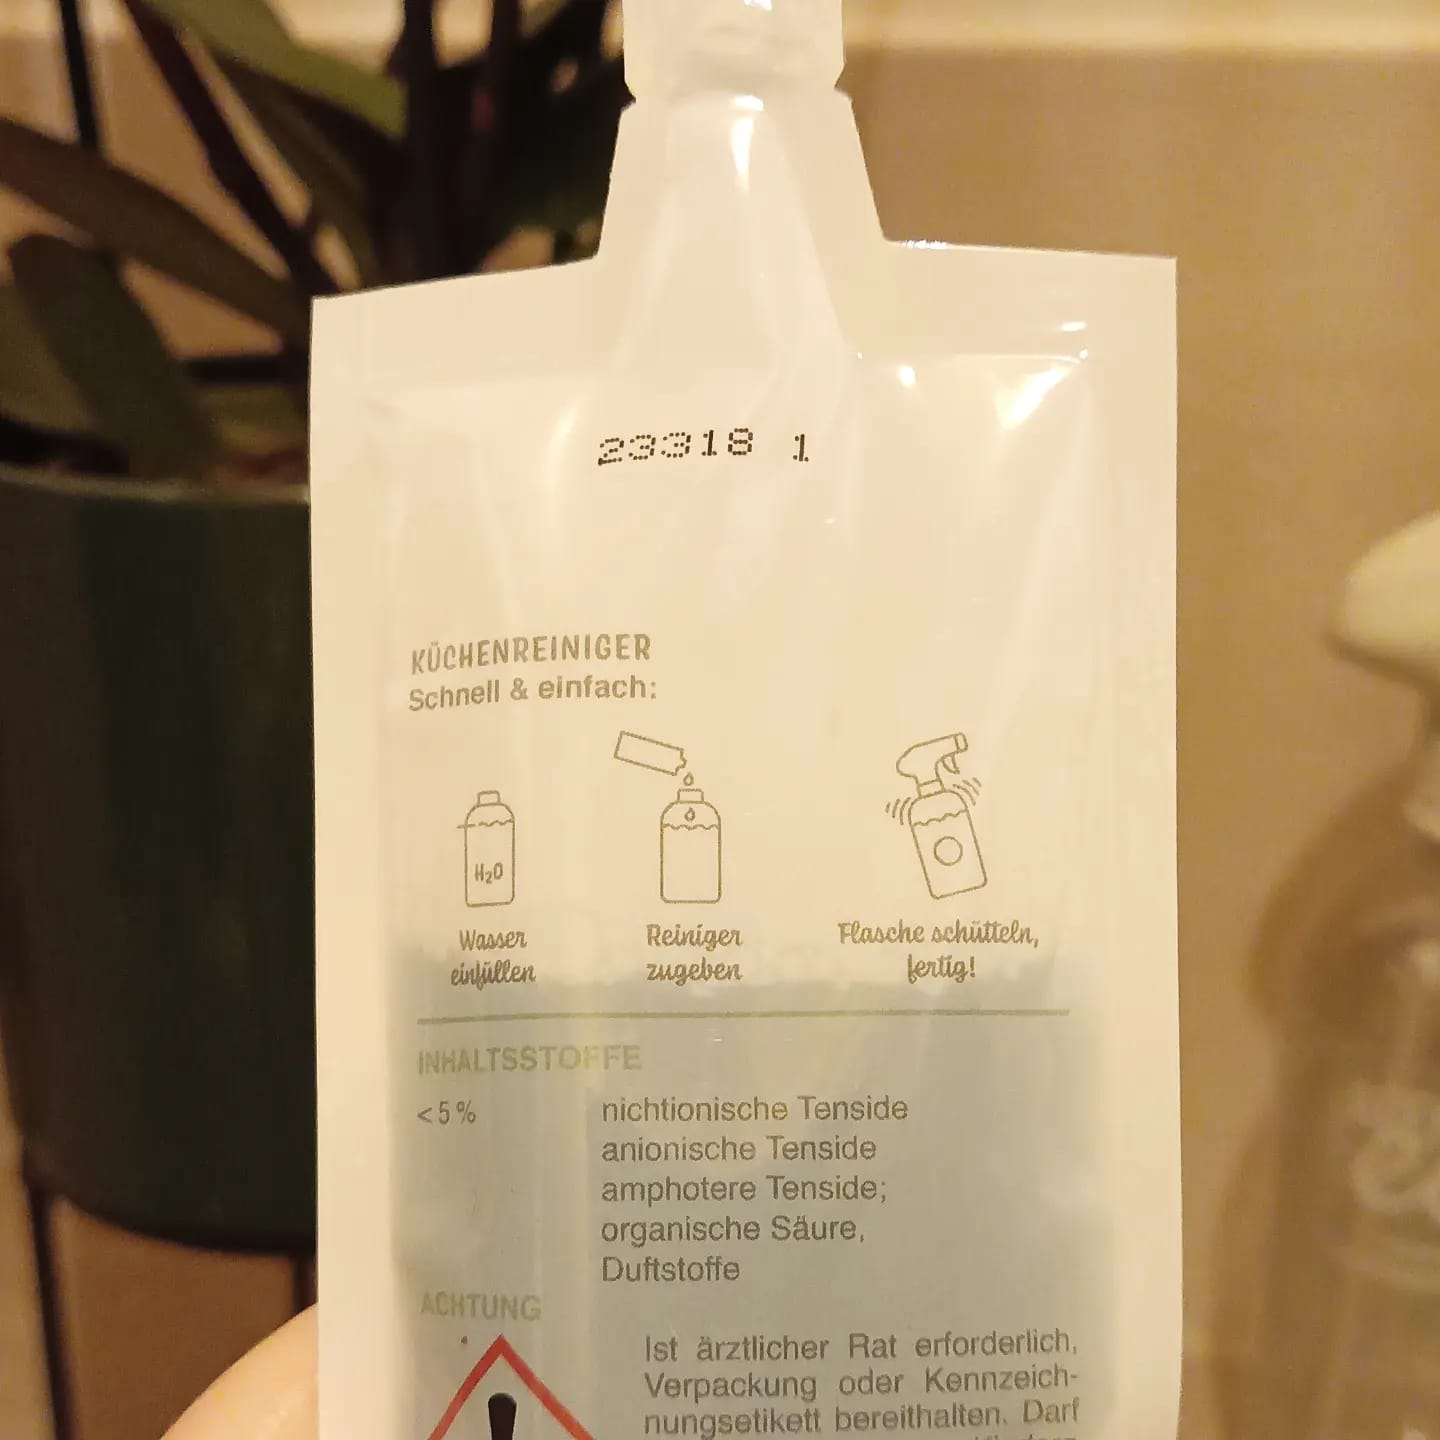 23318 1
KÜCHENREINIGER
Schnell & einfach:
H₂O
Wasser
einfüllen
Reiniger
zugeben
Flasche schütteln,
fertig!
INHALTSSTOFFE
<5% nichtionische Tenside
anionische Tenside
amphotere Tenside;
organische Säure,
Duftstoffe
ACHTUNG
Ist ärztlicher Rat erforderlich,
Verpackung oder Kennzeich-
nungsetikett bereithalten. Darf